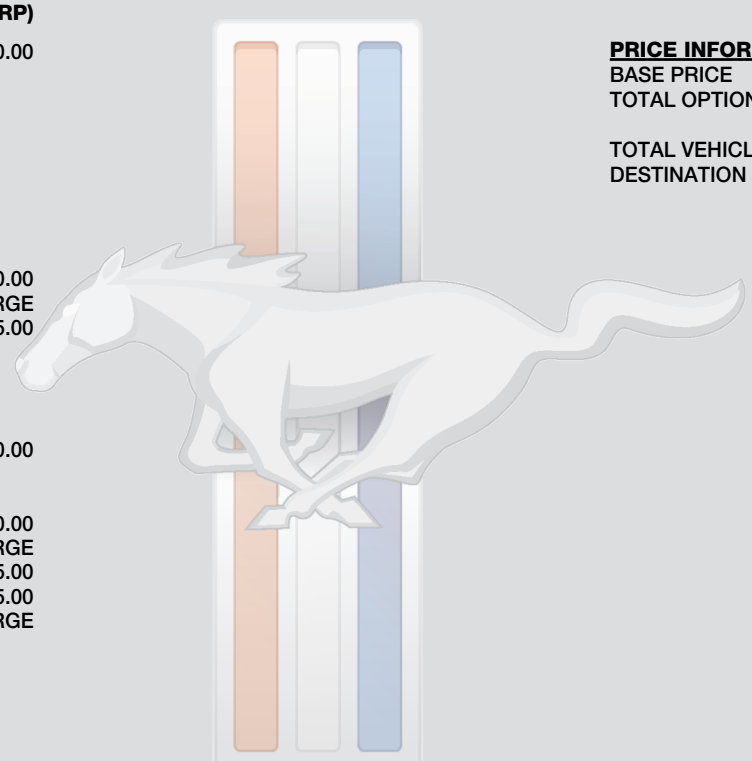 RP)
0.00
0.00
RGE
5.00
0.00
0.00
RGE
5.00
5.00
RGE
PRICE INFOR
BASE PRICE
TOTAL OPTION
TOTAL VEHICL
DESTINATION